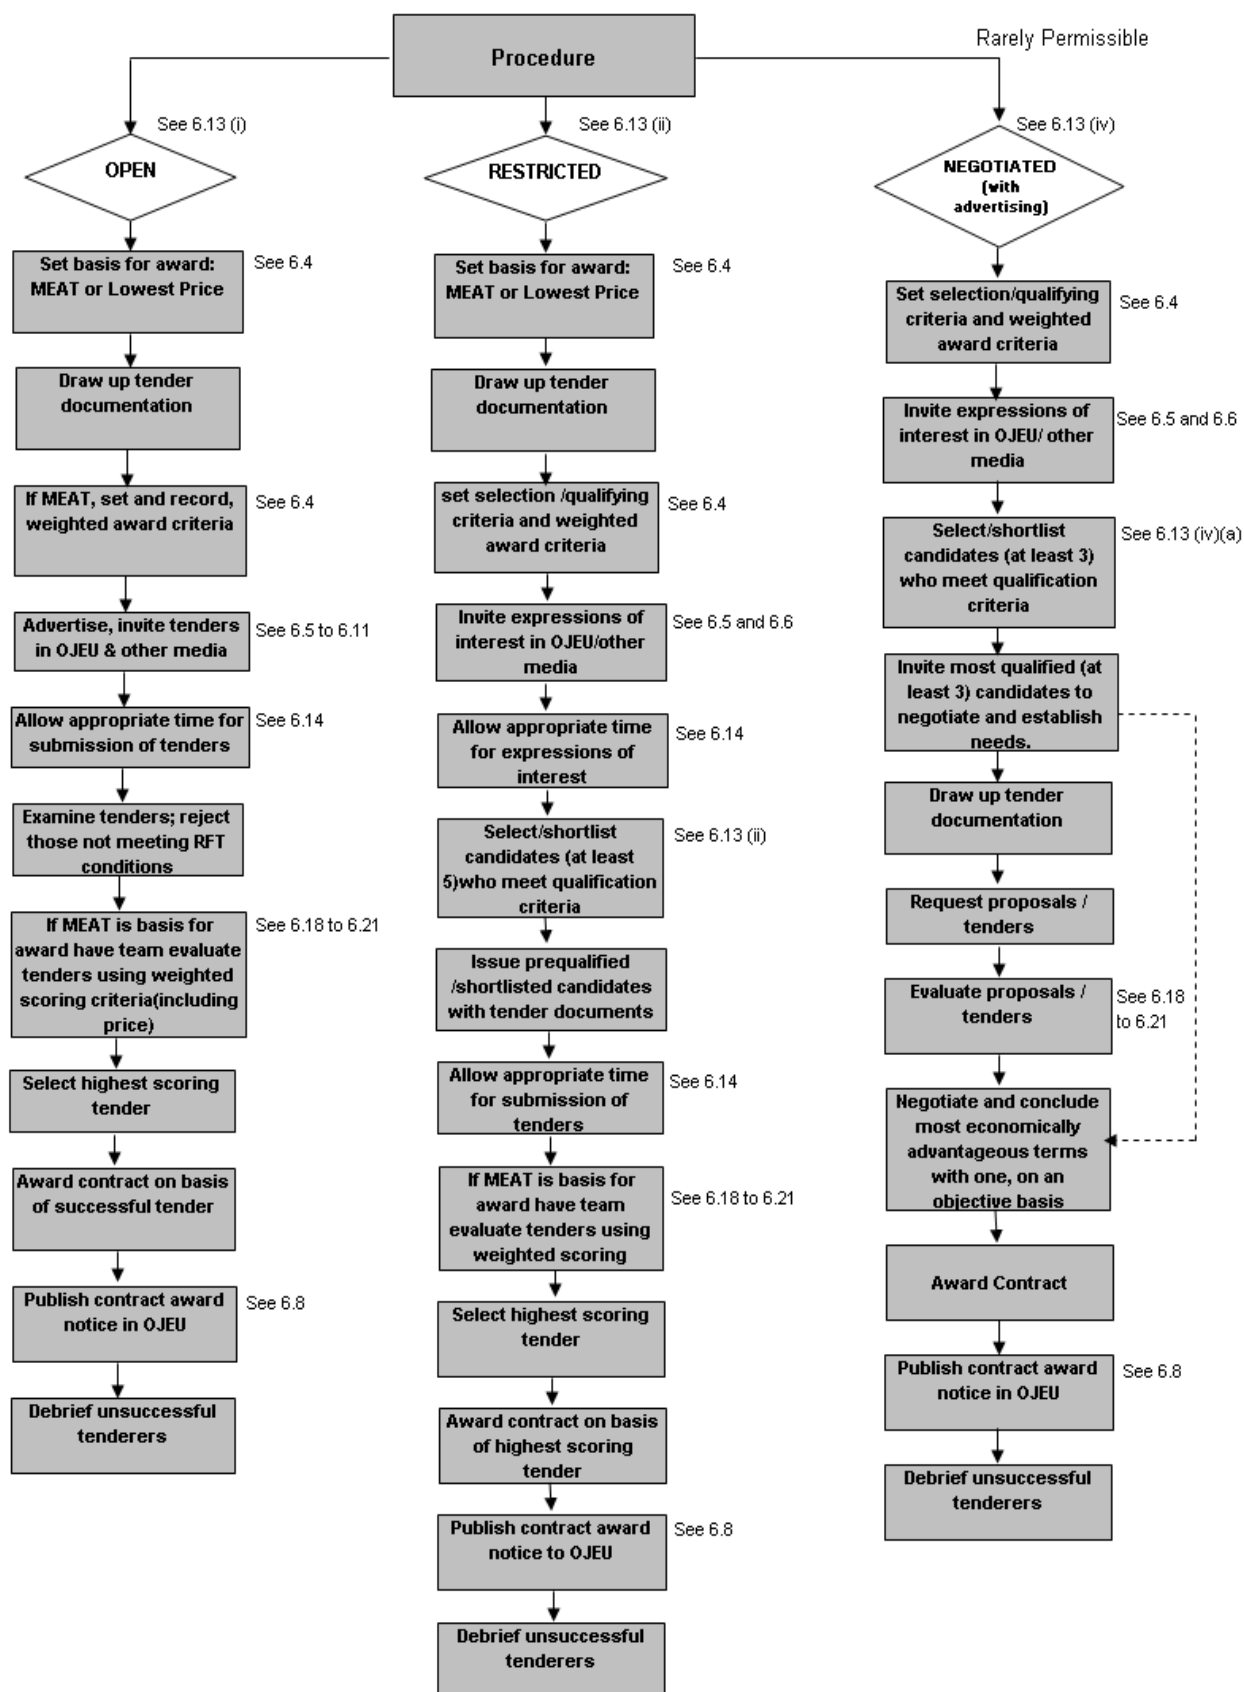 Procedure
Rarely Permissible
See 6.13 (i)
OPEN
Set basis for award:
MEAT or Lowest Price
See 6.4
Draw up tender
documentation
If MEAT, set and record,
weighted award criteria
See 6.4
Advertise, invite tenders
in OJEU & other media
See 6.5 to 6.11
Allow appropriate time for
submission of tenders
See 6.14
Examine tenders; reject
those not meeting RFT
conditions
If MEAT is basis for
award have team evaluate
tenders using weighted
scoring criteria(including
price)
See 6.18 to 6.21
Select highest scoring
tender
Award contract on basis
of successful tender
Publish contract award
notice in OJEU
See 6.8
Debrief unsuccessful
tenderers
See 6.13 (ii)
RESTRICTED
Set basis for award:
MEAT or Lowest Price
See 6.4
Draw up tender
documentation
set selection /qualifying
criteria and weighted
award criteria
See 6.4
Invite expressions of
interest in OJEU/other
media
See 6.5 and 6.6
Allow appropriate time
for expressions of
interest
See 6.14
Select/shortlist
candidates (at least
5)who meet qualification
criteria
See 6.13 (ii)
Issue prequalified
/shortlisted candidates
with tender documents
Allow appropriate time
for submission of
tenders
See 6.14
If MEAT is basis for
award have team
evaluate tenders using
weighted scoring
See 6.18 to 6.21
Select highest scoring
tender
Award contract on basis
of highest scoring
tender
Publish contract award
notice to OJEU
See 6.8
Debrief unsuccessful
tenderers
See 6.13 (iv)
NEGOTIATED
(with
advertising)
Set selection/qualifying
criteria and weighted
award criteria
See 6.4
Invite expressions of
interest in OJEU/ other
media
See 6.5 and 6.6
Select/shortlist
candidates (at least 3)
who meet qualification
criteria
See 6.13 (iv)(a)
Invite most qualified (at
least 3) candidates to
negotiate and establish
needs.
Draw up tender
documentation
Request proposals /
tenders
Evaluate proposals /
tenders
See 6.18
to 6.21
Negotiate and conclude
most economically
advantageous terms
with one, on an
objective basis
Award Contract
Publish contract award
notice in OJEU
See 6.8
Debrief unsuccessful
tenderers